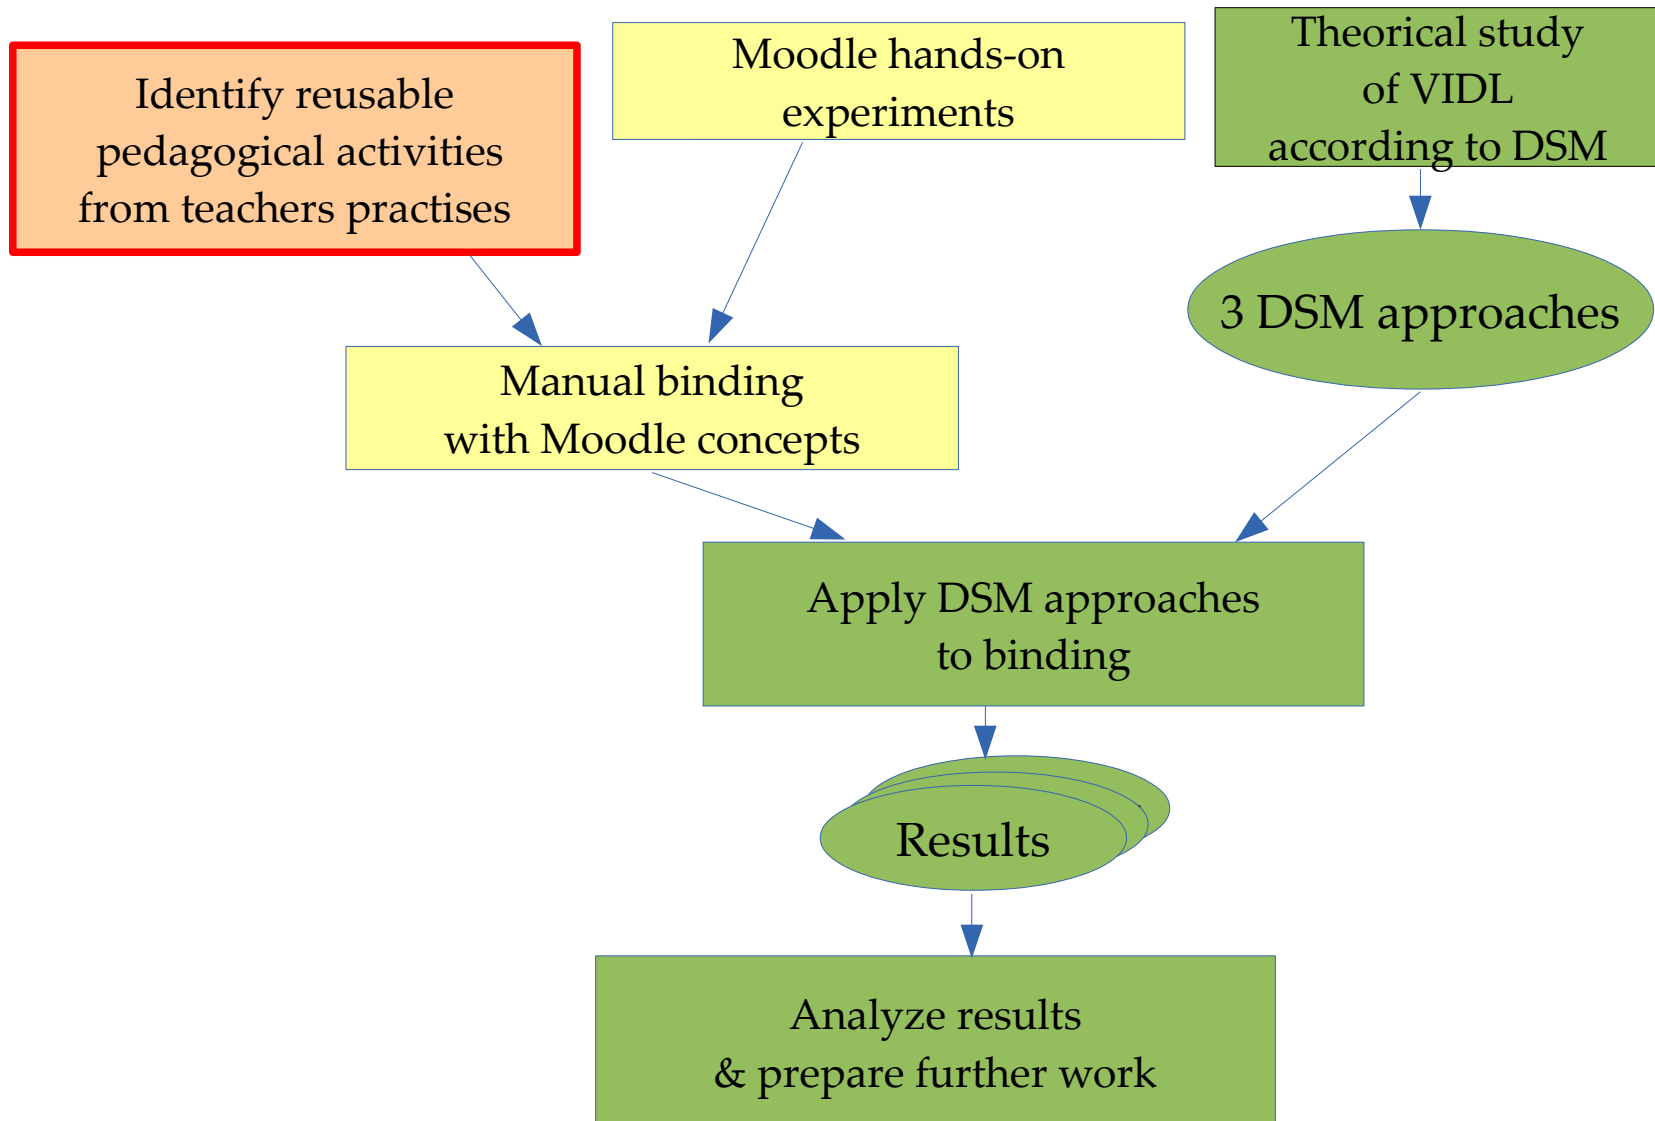 Identify reusable
pedagogical activities
from teachers practises
Moodle hands-on
experiments
Theorical study
of VIDL
according to DSM
3 DSM approaches
Manual binding
with Moodle concepts
Apply DSM approaches
to binding
Results
Analyze results
& prepare further work